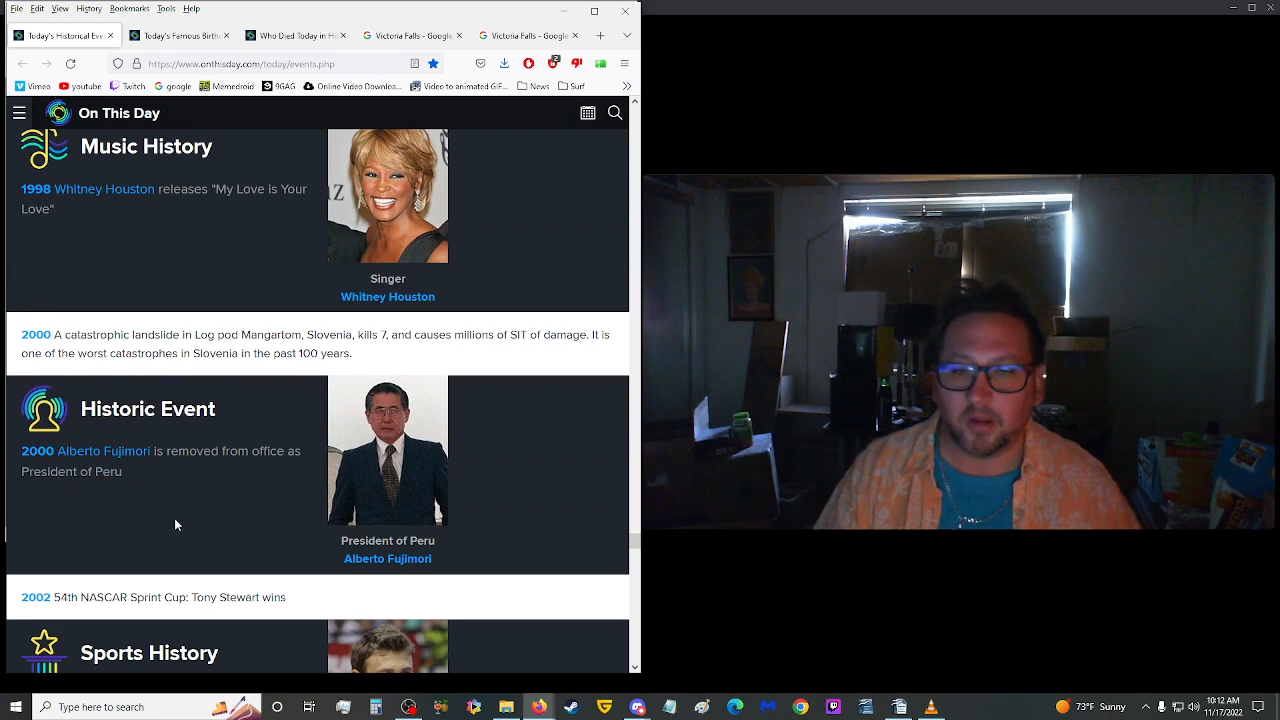 File Edit View History Bookmarks Tools Help
Today's Historical Eve
Today's Famous Birth
Who Died Today in Hi
Victoria Falls - Google
Victoria Falls - Google
https://www.onthisday.com/today/events.php
2
Vimeo youtube Twitch google Memedroid 9GAG Online Video Downloa... Video to animated GIF... News Surf
On This Day
Music History
1998 Whitney Houston releases "My Love is Your
Love"
Singer
Whitney Houston
2000 A catastrophic landslide in Log pod Mangartom, Slovenia, kills 7, and causes millions of SIT of damage. It is
one of the worst catastrophes in Slovenia in the past 100 years.
Historic Event
2000 Alberto Fujimori is removed from office as
President of Peru
President of Peru
Alberto Fujimori
2002 54th NASCAR Sprint Cup: Tony Stewart wins
Sports History
Type here to search
73°F Sunny
10:12 AM
11/17/2022